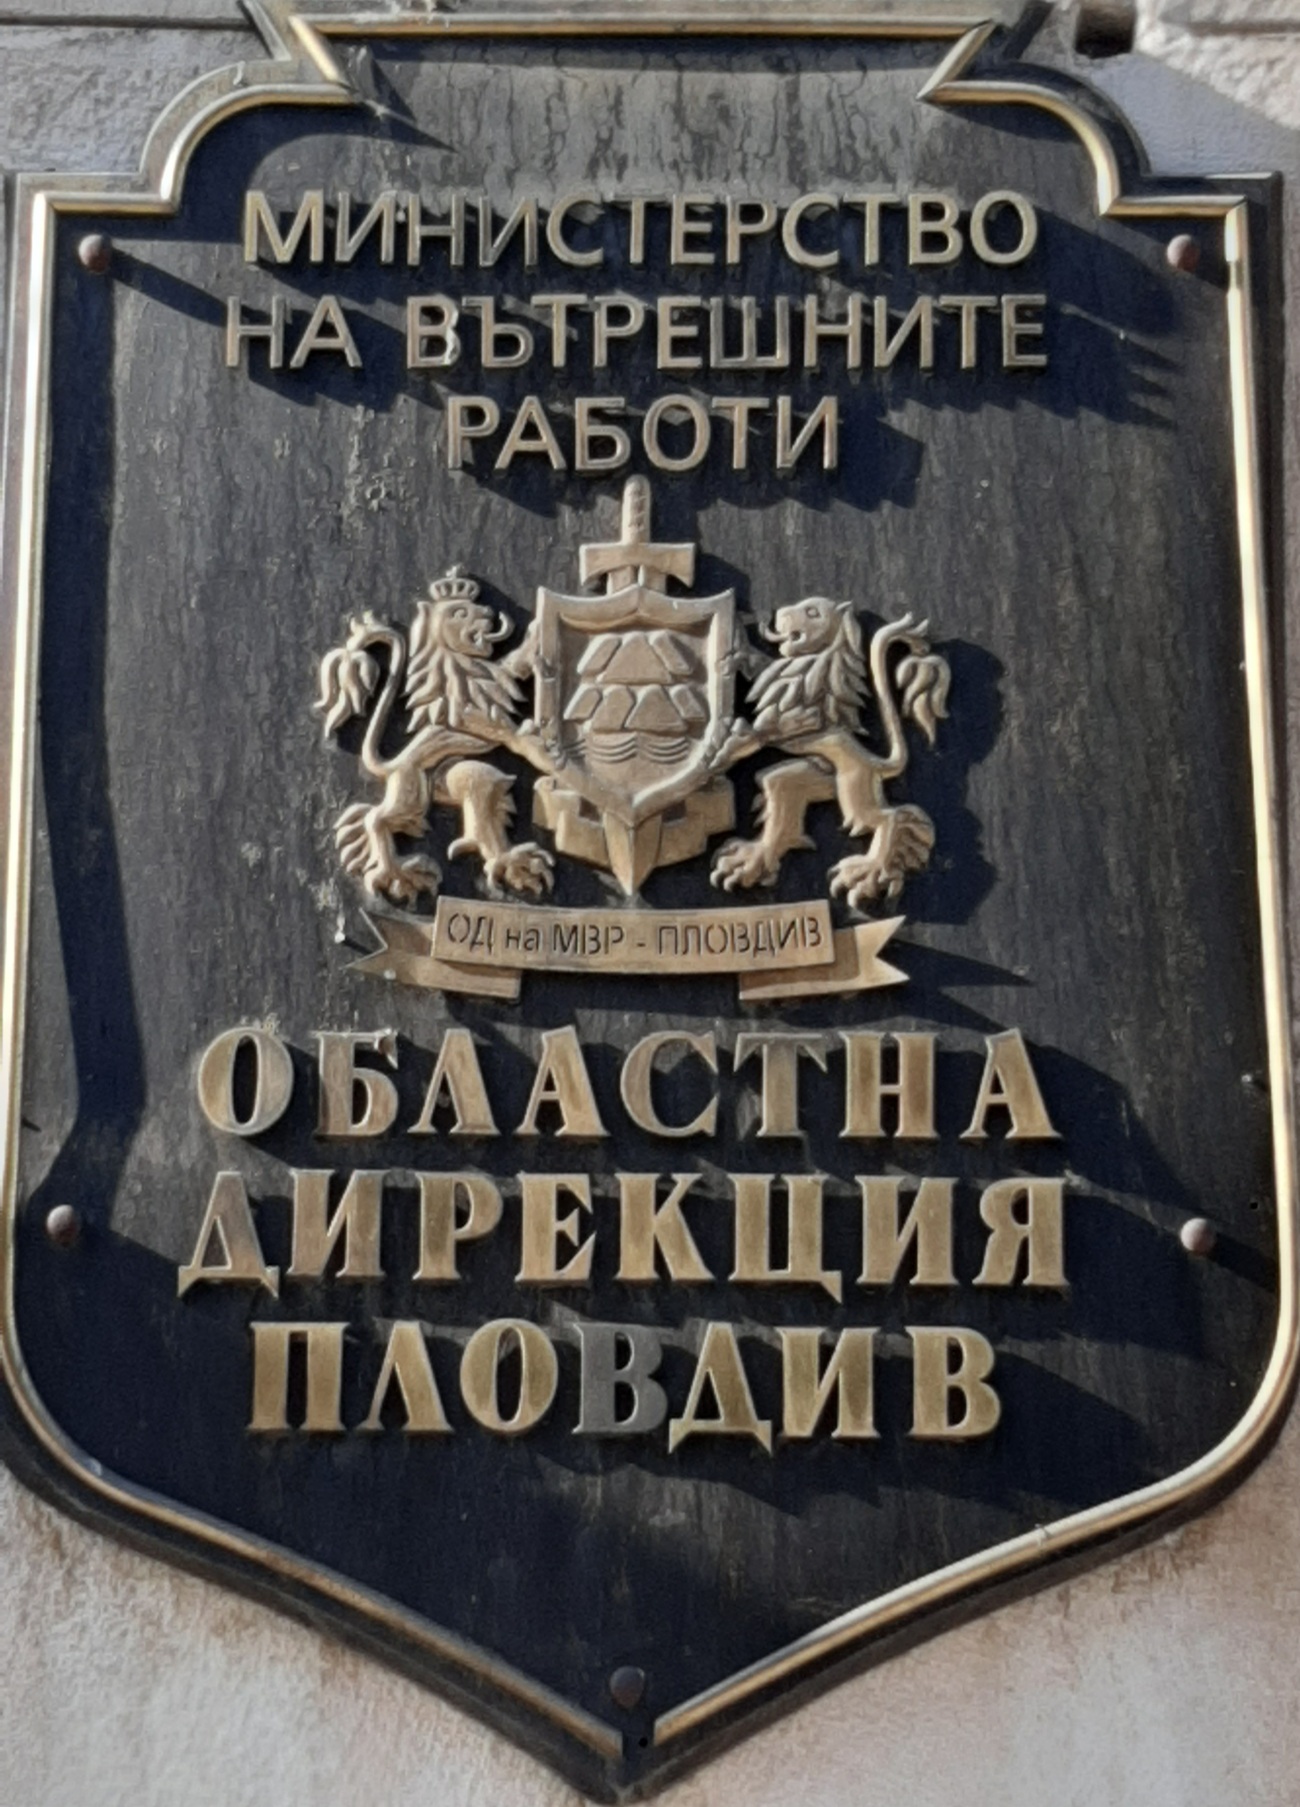 МИНИСТЕРСТВО
НА ВЪТРЕШНИТЕ
РАБОТИ
ОД на МВР - ПЛОВДИВ
ОБЛАСТНА
ДИРЕКЦИЯ
ПЛОВДИВ